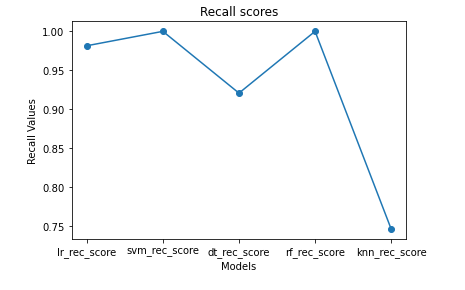 Recall scores
1.00
0.95
0.90
0.85
0.80
0.75
Recall Values
lr_rec_score svm_rec_score dt_rec_score rf_rec_score knn_rec_score
Models